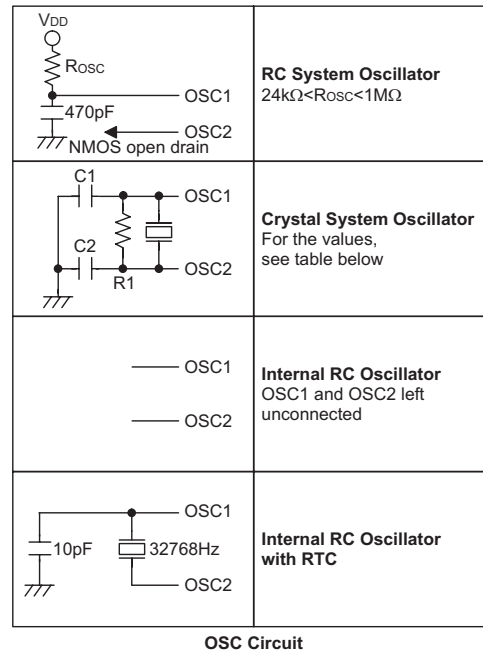 VDD
ROSC
OSC1
470pF
OSC2
NMOS open drain
RC System Oscillator
24kΩ<ROSC<1MΩ
C1
OSC1
C2
OSC2
R1
Crystal System Oscillator
For the values,
see table below
OSC1
OSC2
Internal RC Oscillator
OSC1 and OSC2 left
unconnected
OSC1
10pF
32768Hz
OSC2
Internal RC Oscillator
with RTC
OSC Circuit